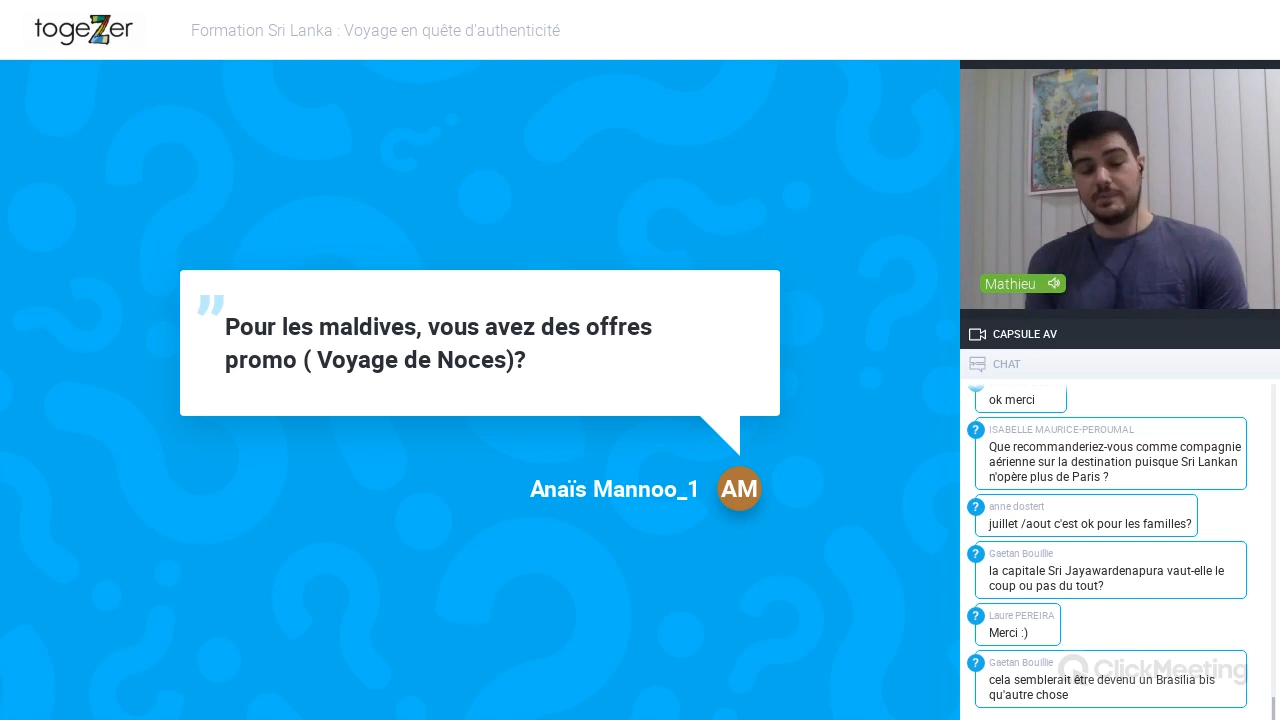 togeZer
Formation Sri Lanka : Voyage en quête d'authenticité
Pour les maldives, vous avez des offres
promo ( Voyage de Noces)?
Anaïs Mannoo_1
AM
Mathieu
CAPSULE AV
CHAT
ok merci
?
ISABELLE MAURICE-PEROUMAL
Que recommanderiez-vous comme compagnie
aérienne sur la destination puisque Sri Lankan
n'opère plus de Paris ?
?
anne dostert
juillet /aout c'est ok pour les familles?
?
Gaetan Bouillie
la capitale Sri Jayawardenapura vaut-elle le
coup ou pas du tout?
?
Laure PEREIRA
Merci :)
?
Gaetan Bouillie
cela semblerait être devenu un Brasilia bis
qu'autre chose
ClickMeeting